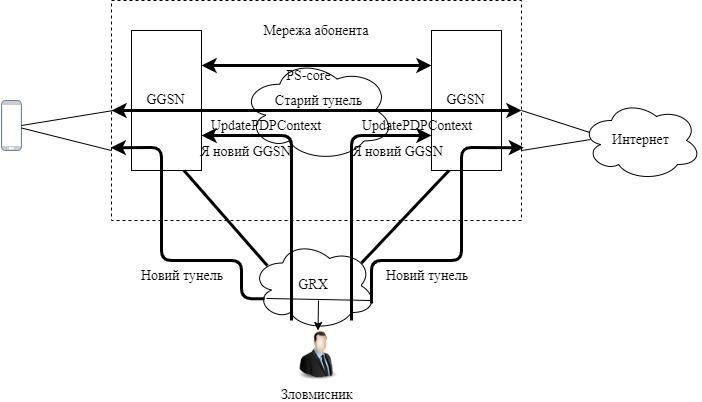 Мережа абонента
PS-core
GGSN
Старий тунель
GGSN
UpdatePDPContext
UpdatePDPContext
Я новий GGSN
Я новий GGSN
Интернет
Новий тунель
GRX
Новий тунель
Зловмисник